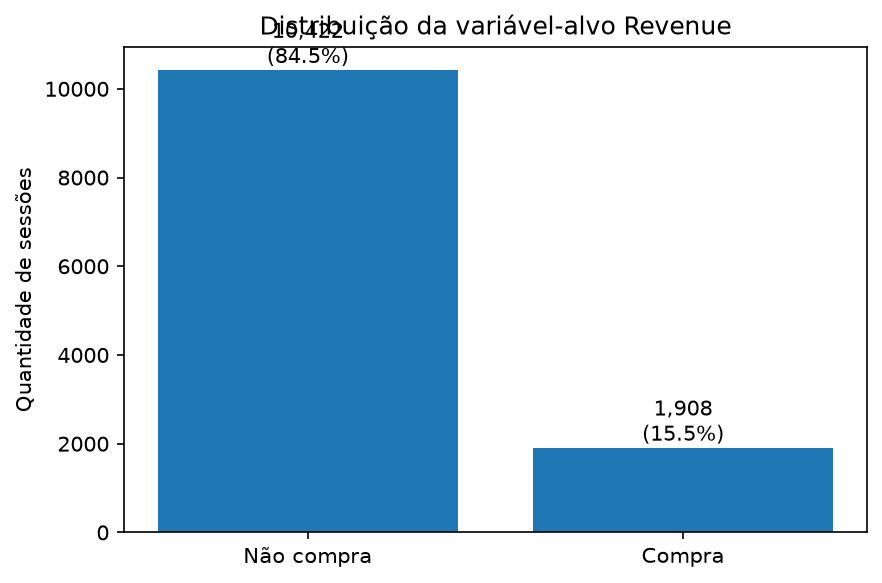 Distribuição da variável-alvo Revenue
10,422
(84.5%)
10000
8000
6000
4000
2000
0
Quantidade de sessões
1,908
(15.5%)
Não compra
Compra